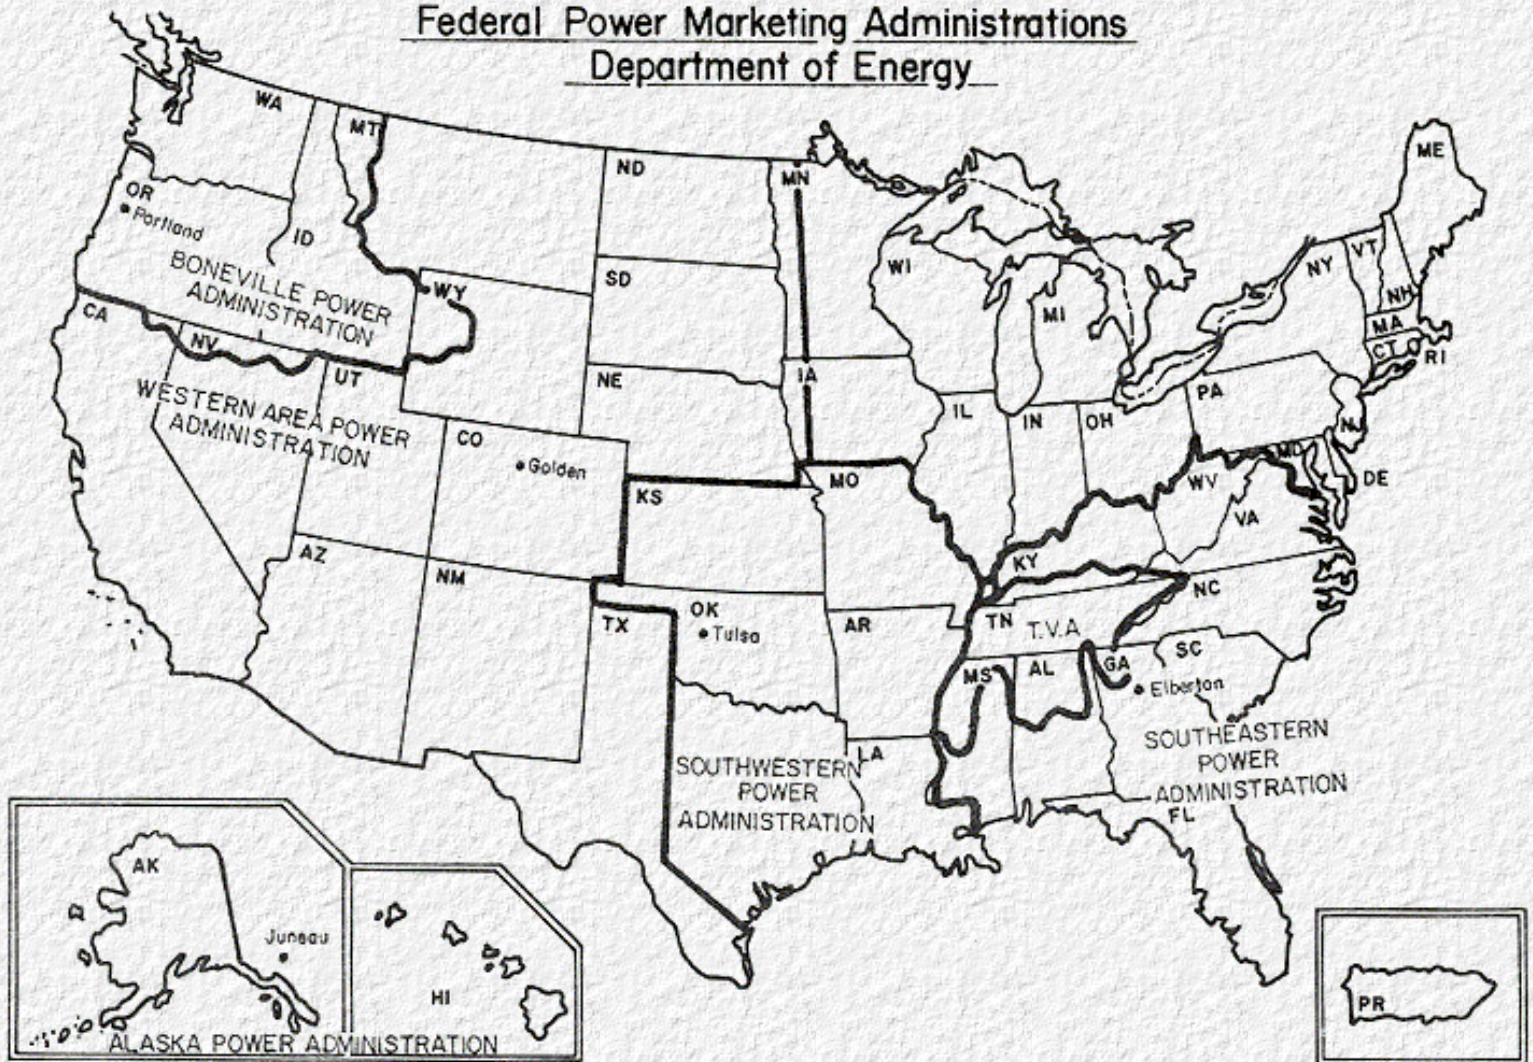 Federal Power Marketing Administrations
Department of Energy
WA
MT
ND
MN
ME
OR
Portland
ID
BONEVILLE POWER
ADMINISTRATION
WY
SD
WI
MI
NY
VT
NH
MA
CT
RI
CA
NV
UT
NE
IA
IL
IN
OH
PA
NJ
WESTERN AREA POWER
ADMINISTRATION
CO
Golden
KS
MO
WV
MD
DE
VA
AZ
NM
KY
NC
TX
OK
Tulsa
AR
TN
T.V.A
MS
AL
GA
SC
Elberton
SOUTHWESTERN
POWER
ADMINISTRATION
LA
SOUTHEASTERN
POWER
ADMINISTRATION
FL
AK
Juneau
HI
ALASKA POWER ADMINISTRATION
PR